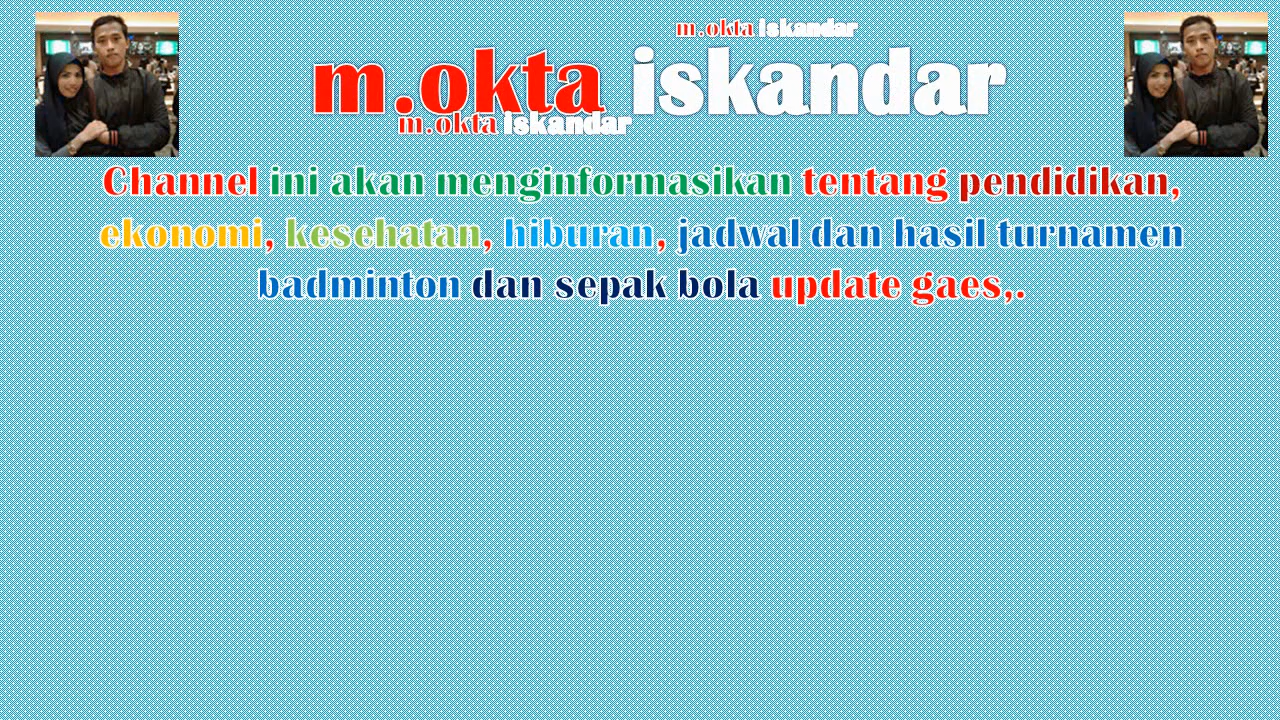 m.okta iskandar
m.okta iskandar
m.okta iskandar
Channel ini akan menginformasikan tentang pendidikan,
ekonomi, kesehatan, hiburan, jadwal dan hasil turnamen
badminton dan sepak bola update gaes,.